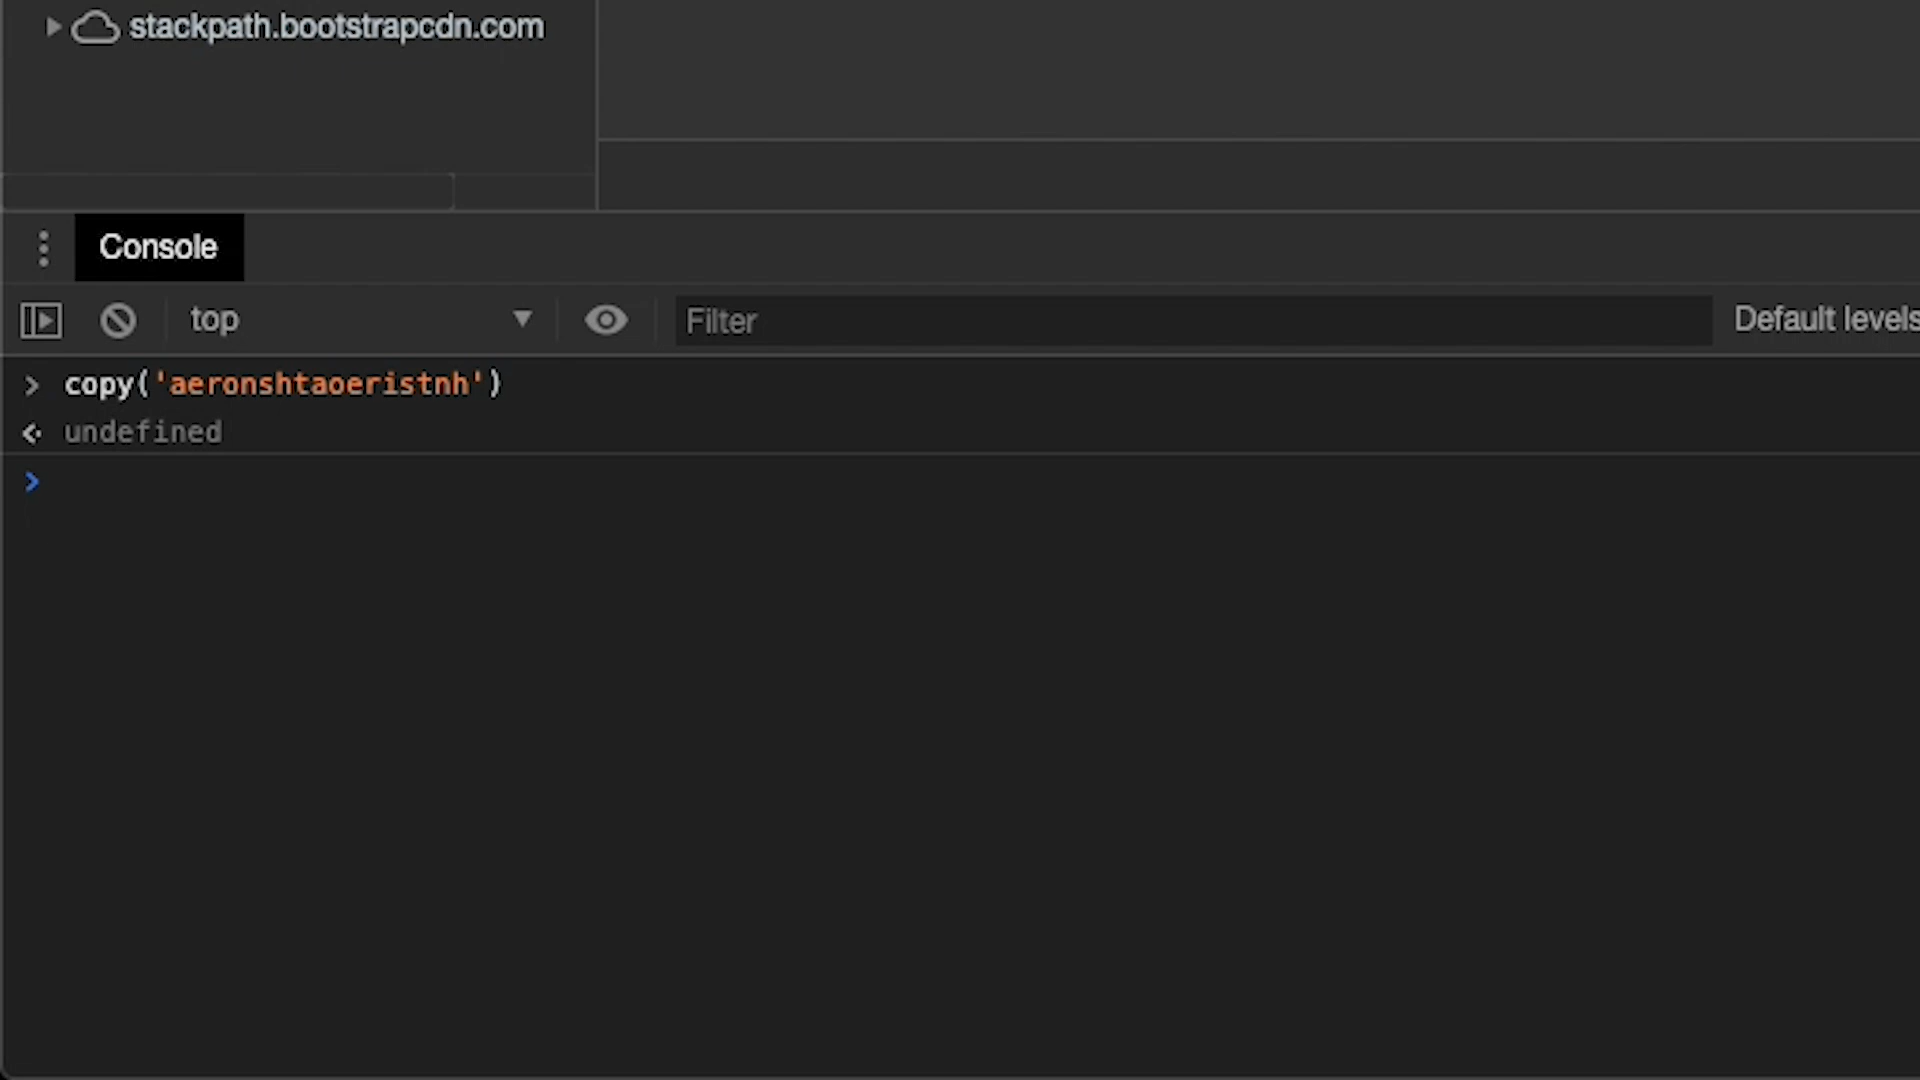 stackpath.bootstrapcdn.com
Console
top
Filter
Default levels
> copy('aeronshtaoeristnh')
undefined
>